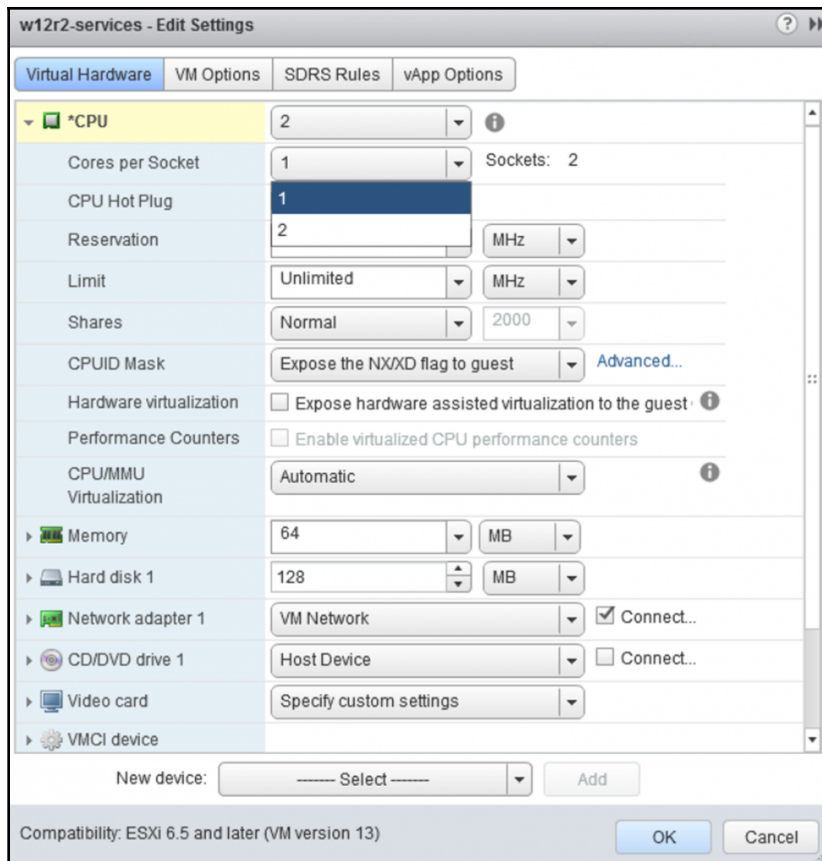 w12r2-services - Edit Settings
Virtual Hardware VM Options SDRS Rules vApp Options
*CPU 2
Cores per Socket 1 Sockets: 2
CPU Hot Plug 1
2
Reservation MHz
Limit Unlimited MHz
Shares Normal 2000
CPUID Mask Expose the NX/XD flag to guest Advanced...
Hardware virtualization Expose hardware assisted virtualization to the guest
Performance Counters Enable virtualized CPU performance counters
CPU/MMU Automatic
Virtualization
Memory 64 MB
Hard disk 1 128 MB
Network adapter 1 VM Network Connect...
CD/DVD drive 1 Host Device Connect...
Video card Specify custom settings
VMCI device
New device: ------- Select ------- Add
Compatibility: ESXi 6.5 and later (VM version 13) OK Cancel